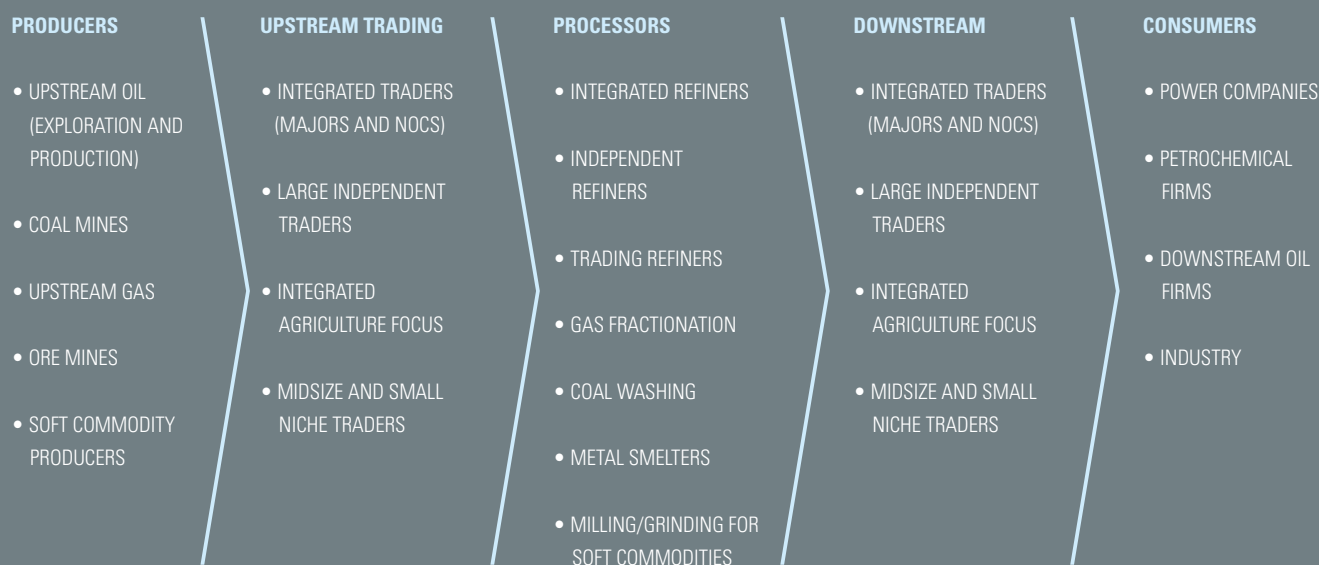 PRODUCERS
• UPSTREAM OIL
(EXPLORATION AND
PRODUCTION)
• COAL MINES
• UPSTREAM GAS
• ORE MINES
• SOFT COMMODITY
PRODUCERS
UPSTREAM TRADING
• INTEGRATED TRADERS
(MAJORS AND NOCS)
• LARGE INDEPENDENT
TRADERS
• INTEGRATED
AGRICULTURE FOCUS
• MIDSIZE AND SMALL
NICHE TRADERS
PROCESSORS
• INTEGRATED REFINERS
• INDEPENDENT
REFINERS
• TRADING REFINERS
• GAS FRACTIONATION
• COAL WASHING
• METAL SMELTERS
• MILLING/GRINDING FOR
SOFT COMMODITIES
DOWNSTREAM
• INTEGRATED TRADERS
(MAJORS AND NOCS)
• LARGE INDEPENDENT
TRADERS
• INTEGRATED
AGRICULTURE FOCUS
• MIDSIZE AND SMALL
NICHE TRADERS
CONSUMERS
• POWER COMPANIES
• PETROCHEMICAL
FIRMS
• DOWNSTREAM OIL
FIRMS
• INDUSTRY